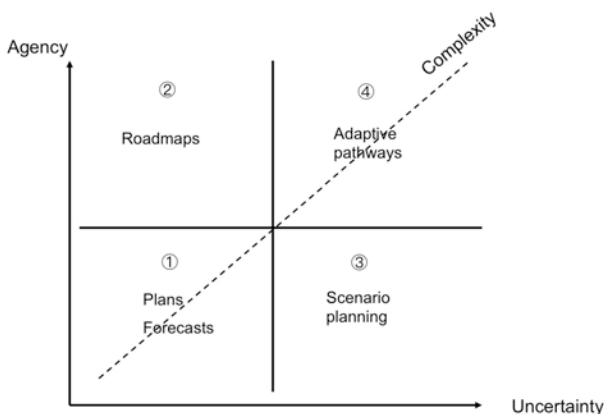 Complexity
Agency
②
④
Roadmaps
Adaptive
pathways
①
③
Plans
Scenario
planning
Forecasts
Uncertainty